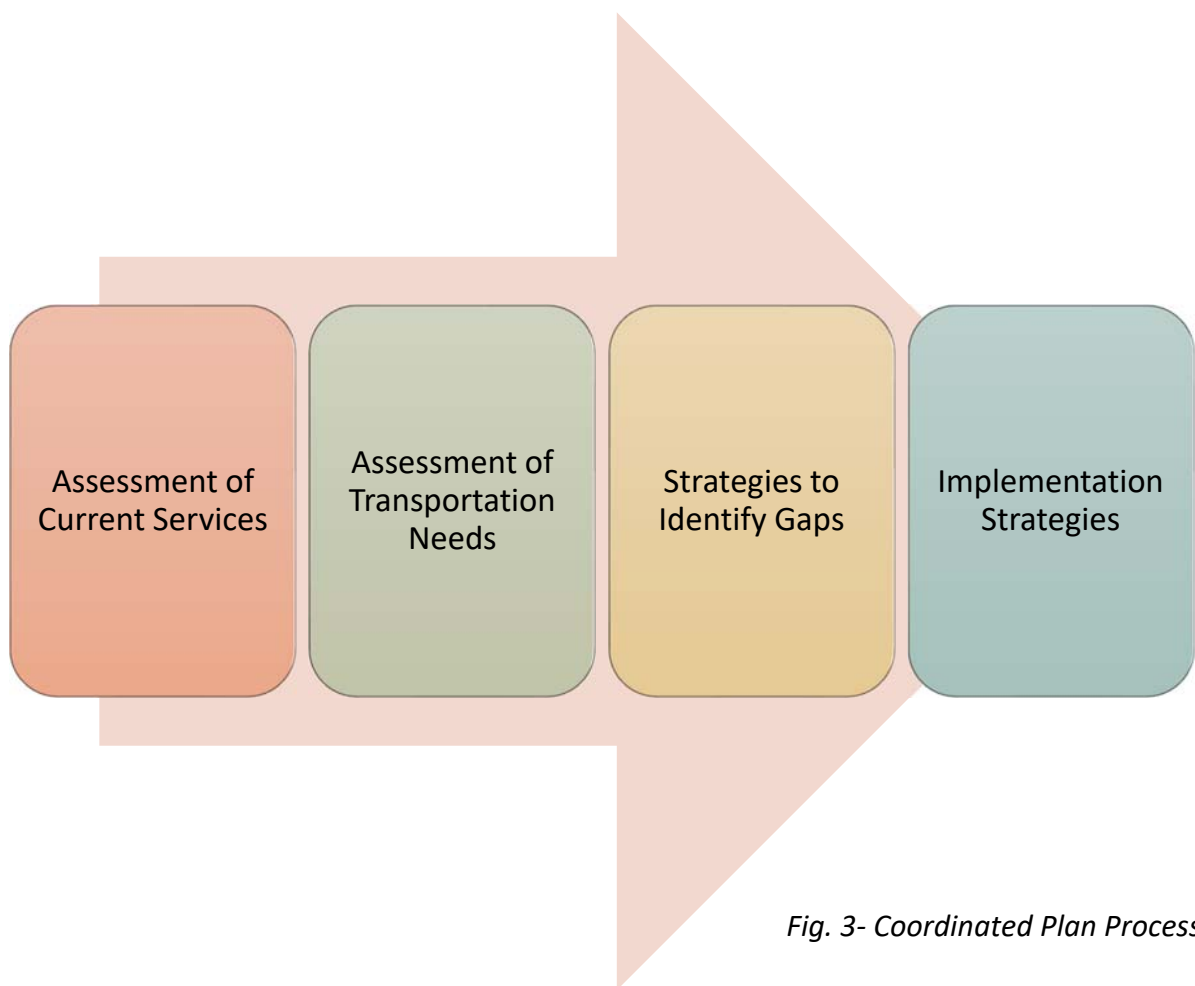 Assessment of
Current Services
Assessment of
Transportation
Needs
Strategies to
Identify Gaps
Implementation
Strategies
Fig. 3- Coordinated Plan Process